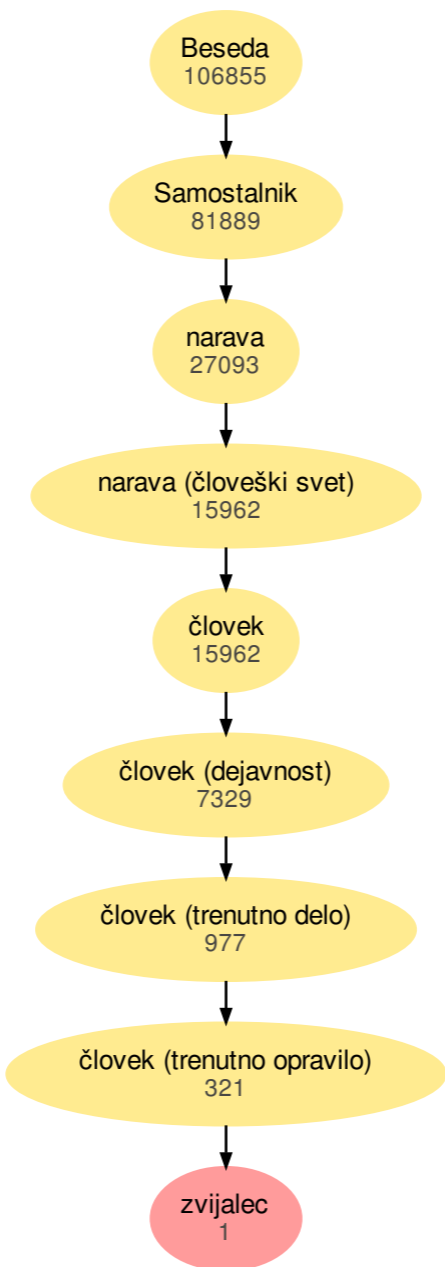 Beseda
106855
Samostalnik
81889
narava
27093
narava (človeški svet)
15962
človek
15962
človek (dejavnost)
7329
človek (trenutno delo)
977
človek (trenutno opravilo)
321
zvijalec
1